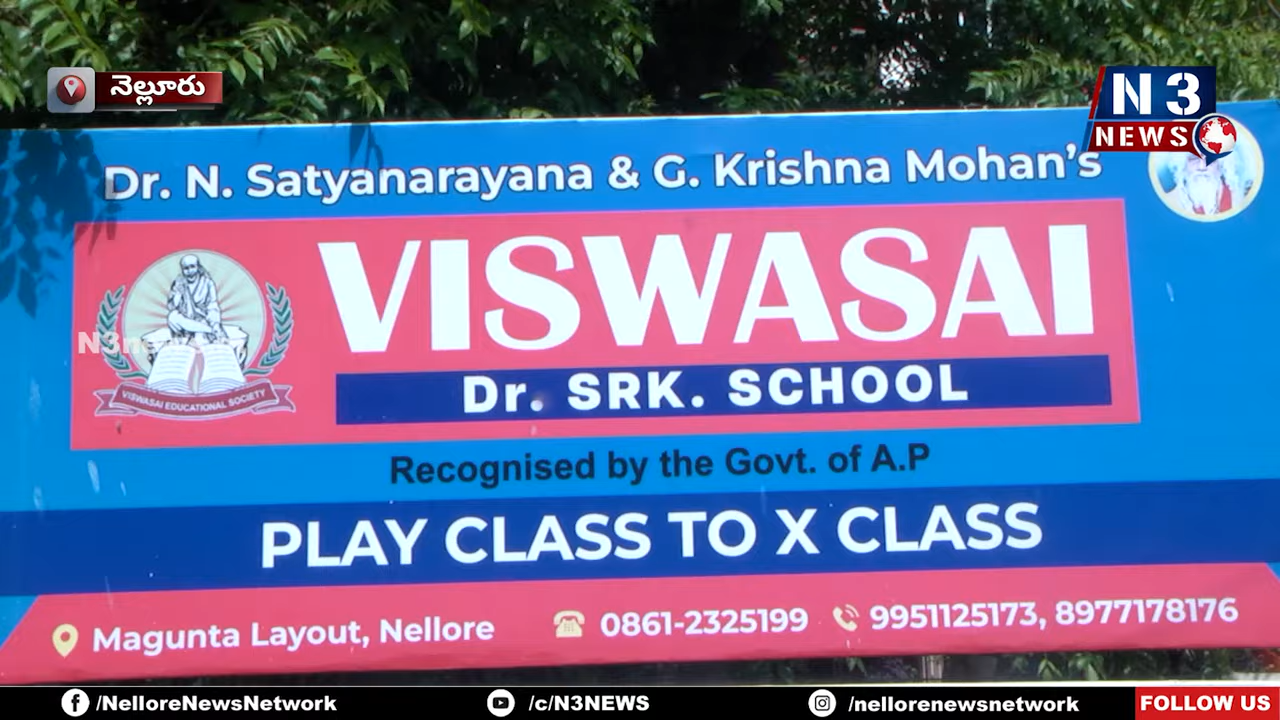 నెల్లూరు
N3
NEWS
Dr. N. Satyanarayana & G. Krishna Mohan's
VISWASAI
N3news
VISWASAI EDUCATIONAL SOCIETY
Dr. SRK. SCHOOL
Recognised by the Govt. of A.P
PLAY CLASS TO X CLASS
Magunta Layout, Nellore 0861-2325199 9951125173, 8977178176
/NelloreNewsNetwork /c/N3NEWS /nellorenewsnetwork FOLLOW US